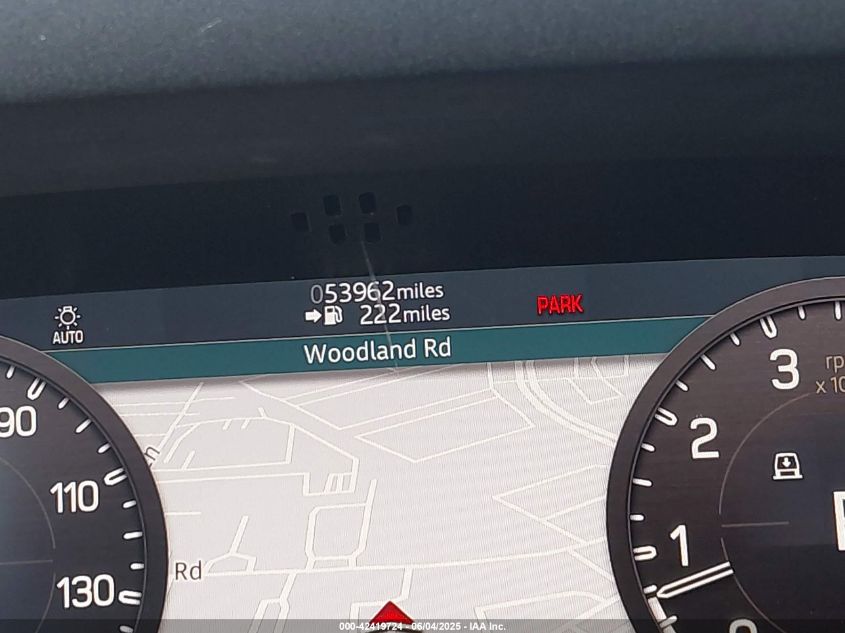 053962miles
222miles
PARK
AUTO
Woodland Rd
90
110
130
Rd
3
2
1
0
rp
x 10
000-42419724 - 06/04/2025 - IAA Inc.